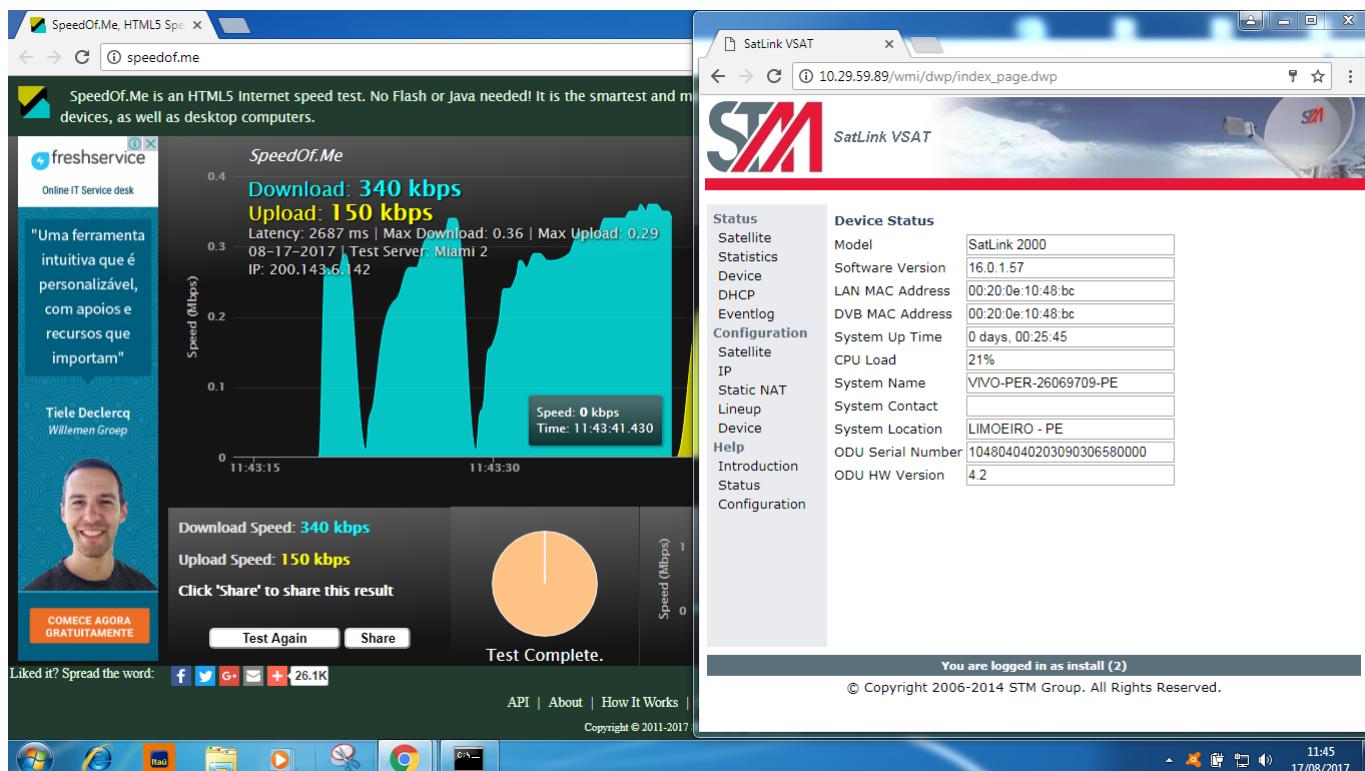 SpeedOf.Me, HTML5 Spe
speedof.me
SpeedOf.Me is an HTML5 Internet speed test. No Flash or Java needed! It is the smartest and m
devices, as well as desktop computers.
freshservice
Online IT Service desk
"Uma ferramenta
intuitiva que é
personalizável,
com apoios e
recursos que
importam"
Tiele Declercq
Willemen Groep
COMECE AGORA
GRATUITAMENTE
SpeedOf.Me
Download: 340 kbps
Upload: 150 kbps
Latency: 2687 ms | Max Download: 0.36 | Max Upload: 0.29
08-17-2017 | Test Server: Miami 2
IP: 200.143.6.142
Speed (Mbps)
0.4
0.3
0.2
0.1
0
11:43:15
11:43:30
Speed: 0 kbps
Time: 11:43:41.430
Download Speed: 340 kbps
Upload Speed: 150 kbps
Click 'Share' to share this result
Test Again
Share
Test Complete.
Speed (Mbps)
1
0
Liked it? Spread the word:
26.1K
API | About | How It Works |
Copyright © 2011-2017
SatLink VSAT
10.29.59.89/wmi/dwp/index_page.dwp
STM
SatLink VSAT
STM
Status
Satellite
Statistics
Device
DHCP
Eventlog
Configuration
Satellite
IP
Static NAT
Lineup
Device
Help
Introduction
Status
Configuration
Device Status
Model SatLink 2000
Software Version 16.0.1.57
LAN MAC Address 00:20:0e:10:48:bc
DVB MAC Address 00:20:0e:10:48:bc
System Up Time 0 days, 00:25:45
CPU Load 21%
System Name VIVO-PER-26069709-PE
System Contact
System Location LIMOEIRO - PE
ODU Serial Number 104804040203090306580000
ODU HW Version 4.2
You are logged in as install (2)
© Copyright 2006-2014 STM Group. All Rights Reserved.
Itaú
C:\
11:45
17/08/2017